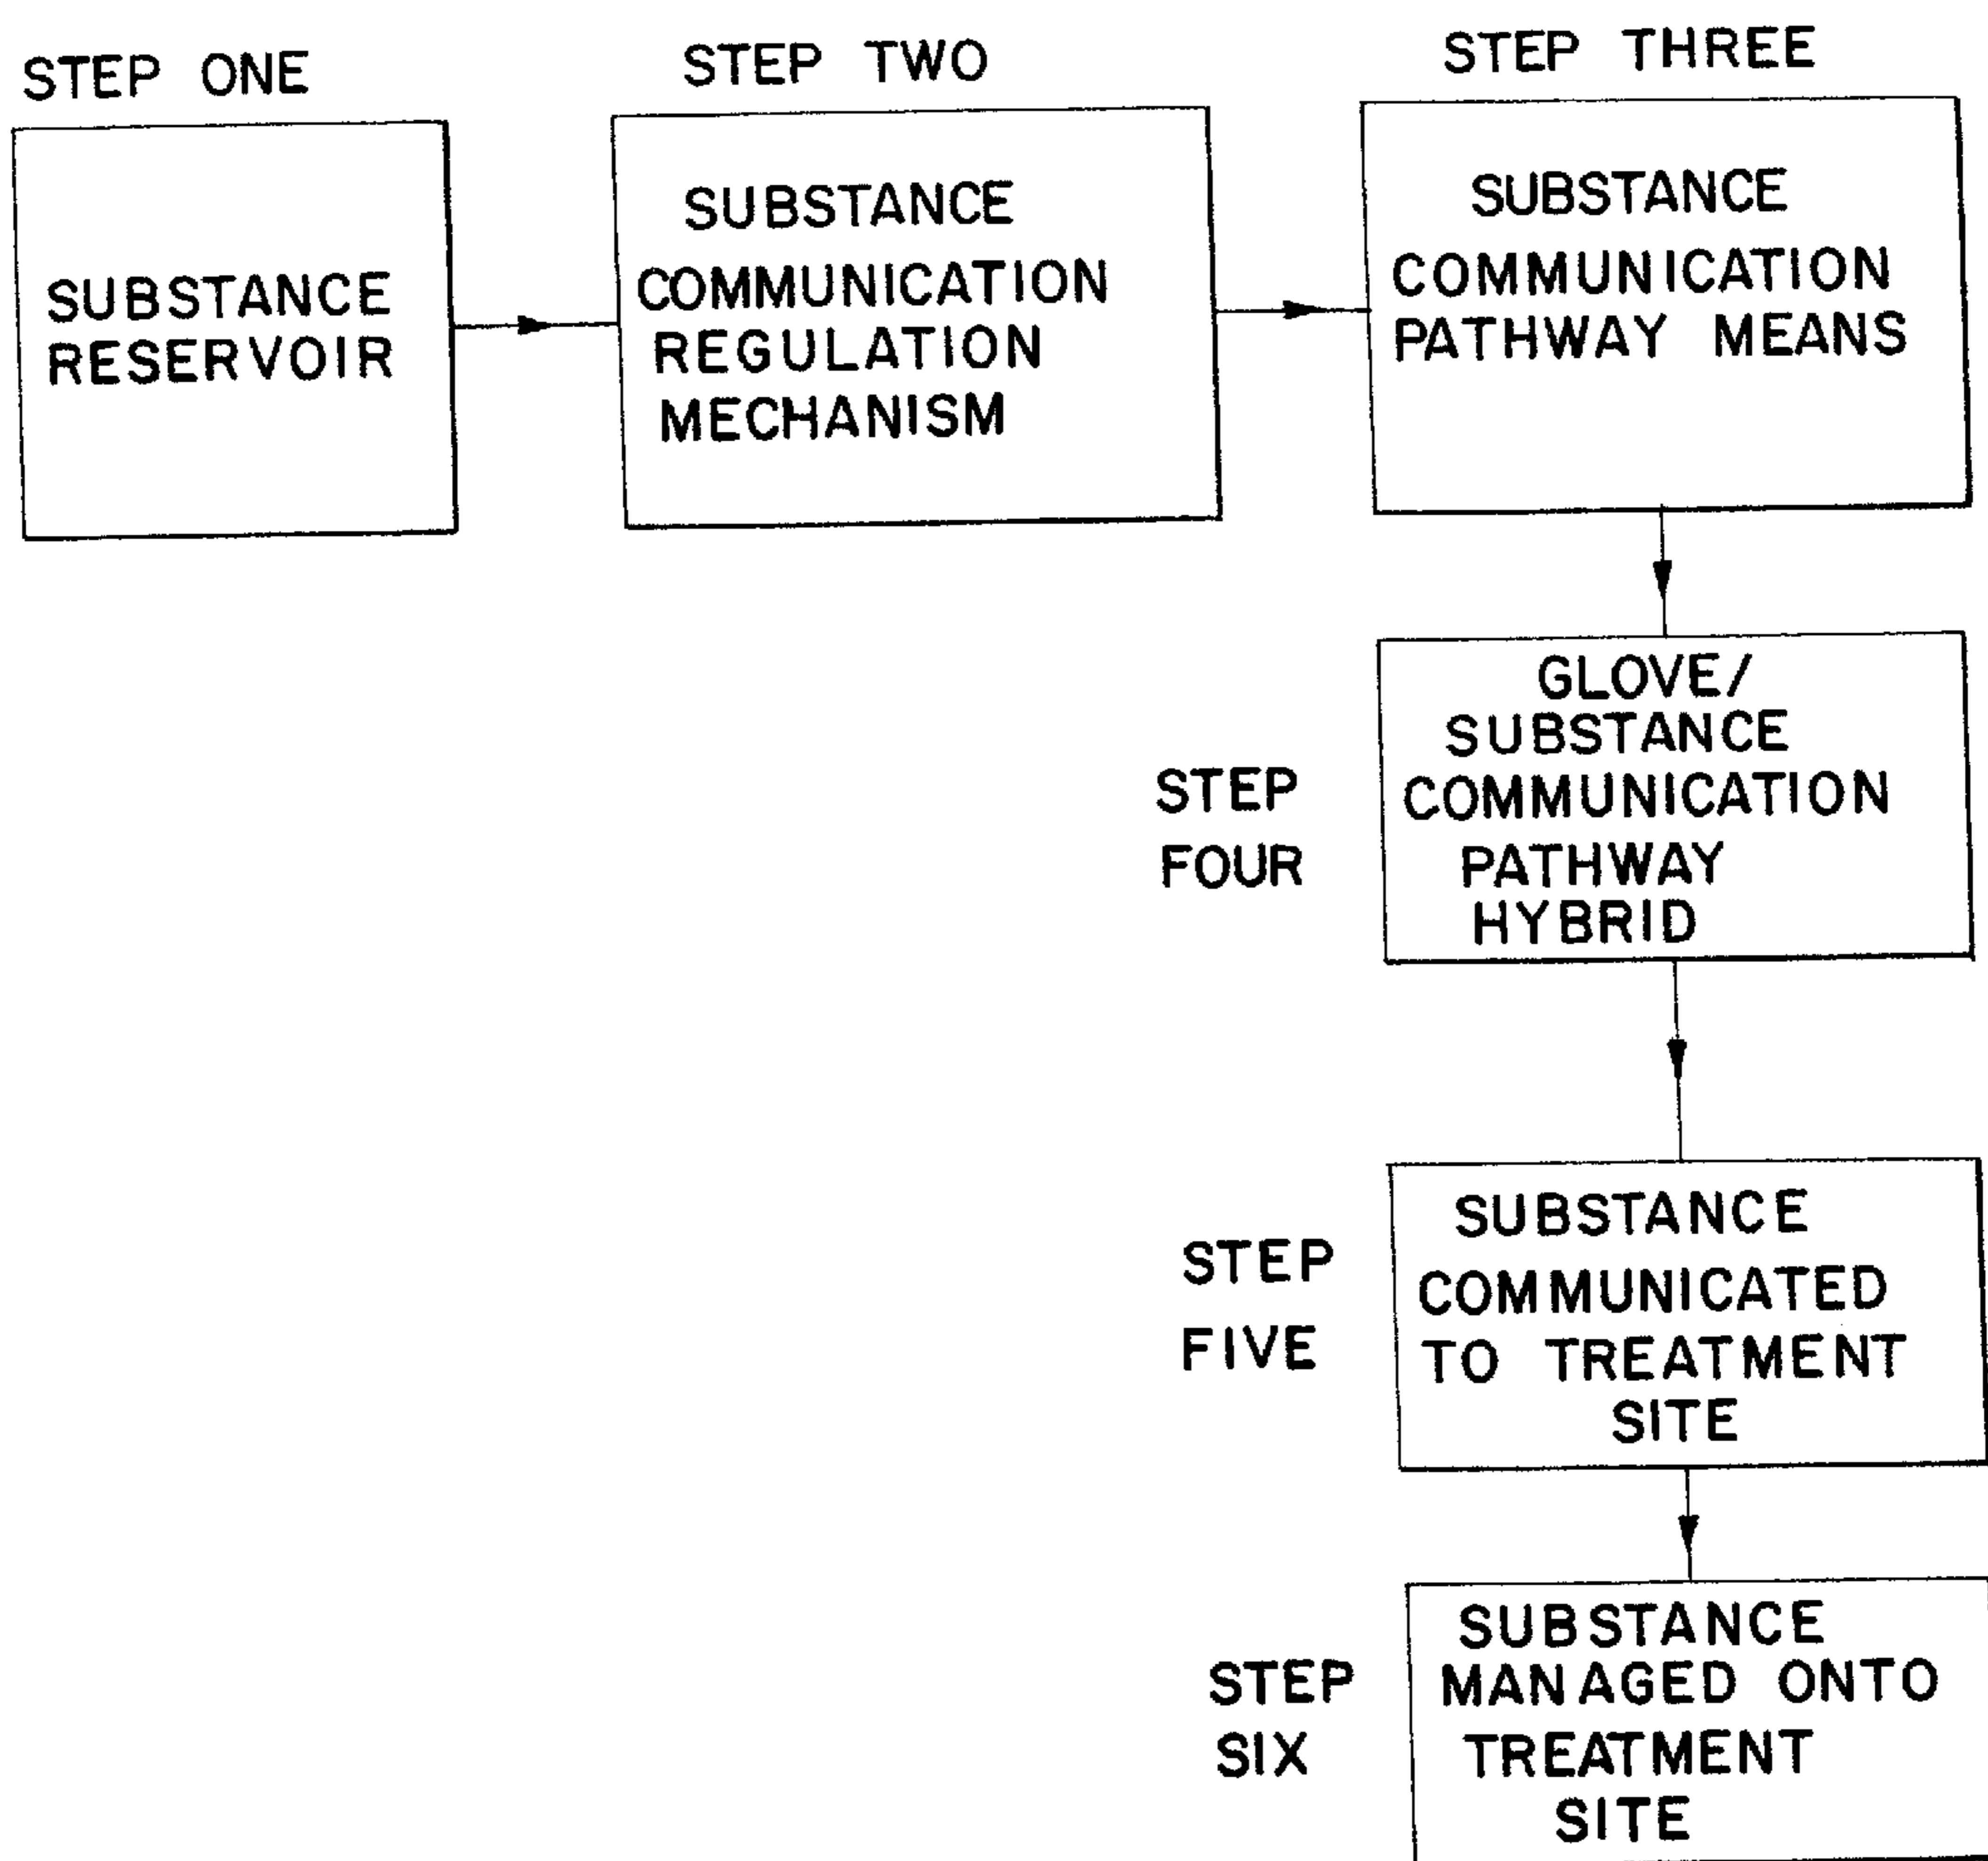 STEP ONE
SUBSTANCE
RESERVOIR
STEP TWO
SUBSTANCE
COMMUNICATION
REGULATION
MECHANISM
STEP THREE
SUBSTANCE
COMMUNICATION
PATHWAY MEANS
STEP
FOUR
GLOVE/
SUBSTANCE
COMMUNICATION
PATHWAY
HYBRID
STEP
FIVE
SUBSTANCE
COMMUNICATED
TO TREATMENT
SITE
STEP
SIX
SUBSTANCE
MANAGED ONTO
TREATMENT
SITE